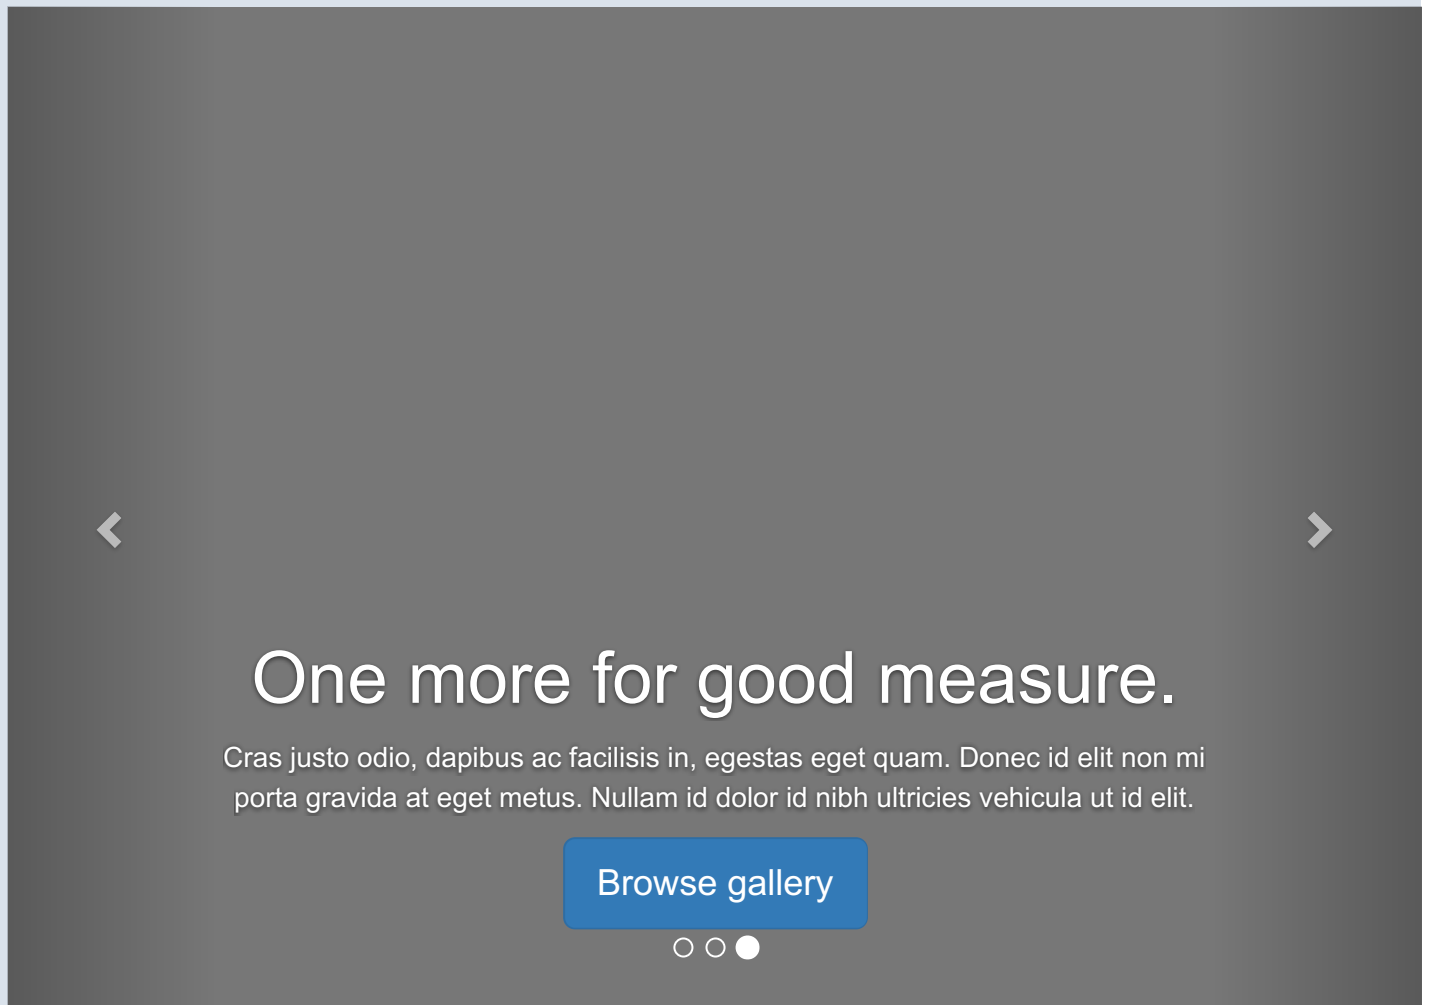 One more for good measure.
Cras justo odio, dapibus ac facilisis in, egestas eget quam. Donec id elit non mi
porta gravida at eget metus. Nullam id dolor id nibh ultricies vehicula ut id elit.
Browse gallery